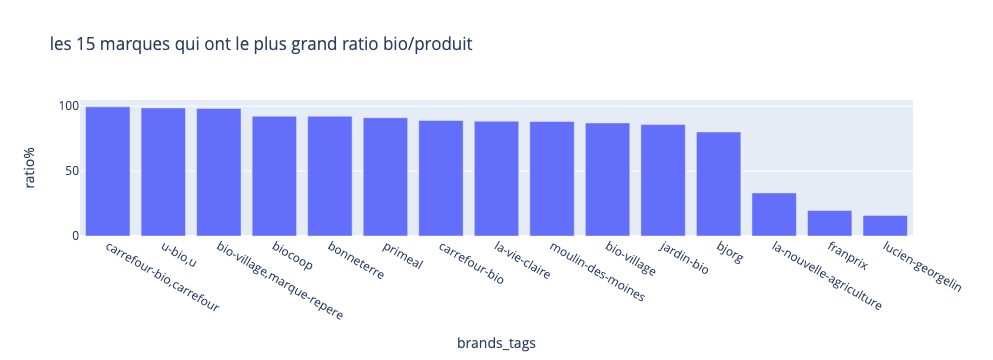 les 15 marques qui ont le plus grand ratio bio/produit
100
50
0
ratio%
carrefour-bio,carrefour
u-bio,u
bio-village,marque-repere
biocoop
bonneterre
primeal
carrefour-bio
la-vie-claire
moulin-des-moines
bio-village
jardin-bio
bjorg
la-nouvelle-agriculture
franprix
lucien-georgelin
brands_tags